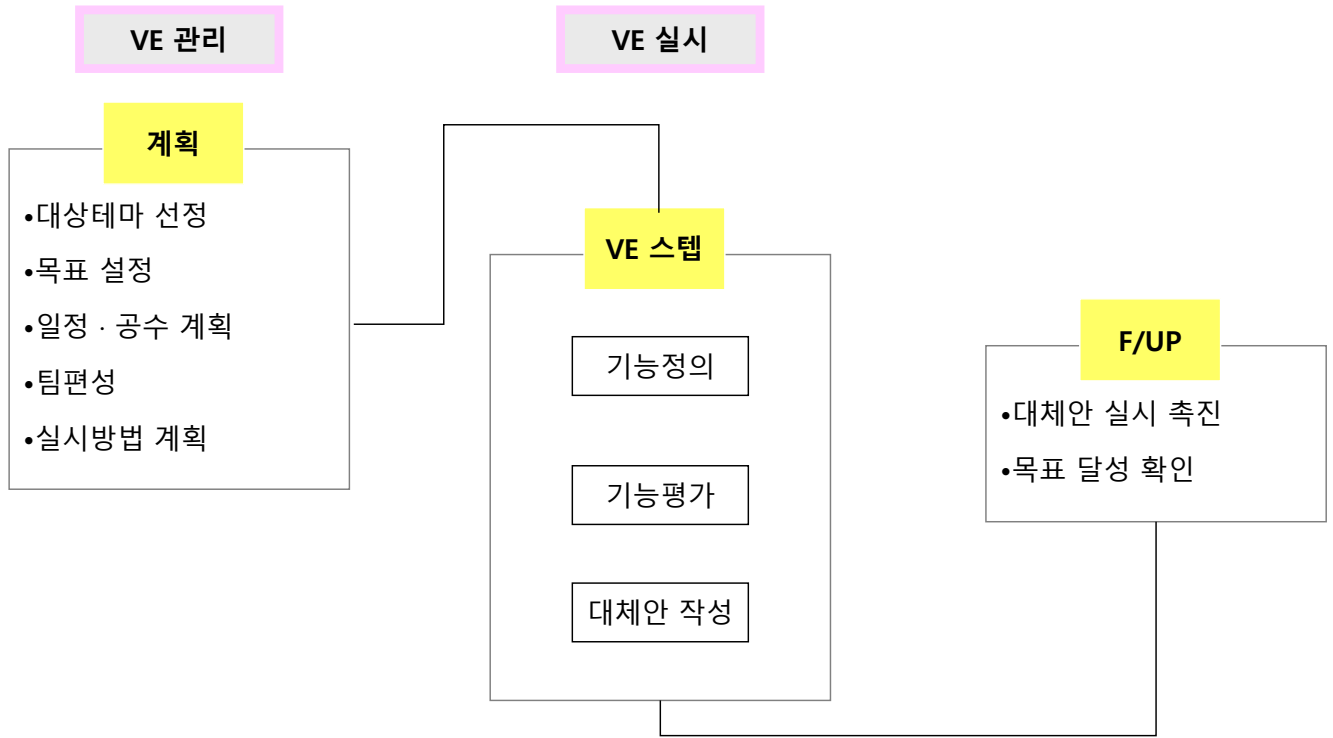 VE 관리
VE 실시
계획
•대상테마 선정
•목표 설정
•일정 · 공수 계획
•팀편성
•실시방법 계획
VE 스텝
기능정의
기능평가
대체안 작성
F/UP
•대체안 실시 촉진
•목표 달성 확인